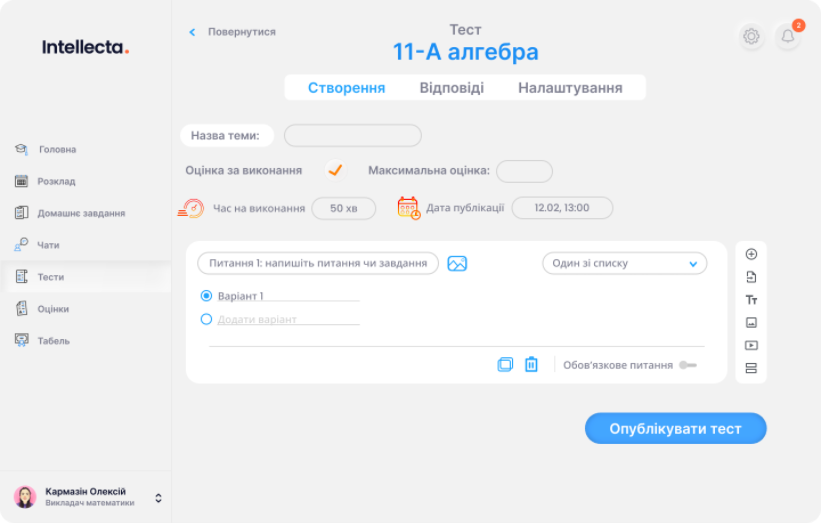 Intellecta.
Повернутися
Тест
11-А алгебра
2
Створення Відповіді Налаштування
Головна
Розклад
Домашнє завдання
Чати
Тести
Оцінки
Табель
Назва теми:
Оцінка за виконання Максимальна оцінка:
Час на виконання 50 хв Дата публікації 12.02, 13:00
Питання 1: напишіть питання чи завдання Один зі списку
Варіант 1
Додати варіант
Обов'язкове питання
Тт
Опублікувати тест
Кармазін Олексій
Викладач математики